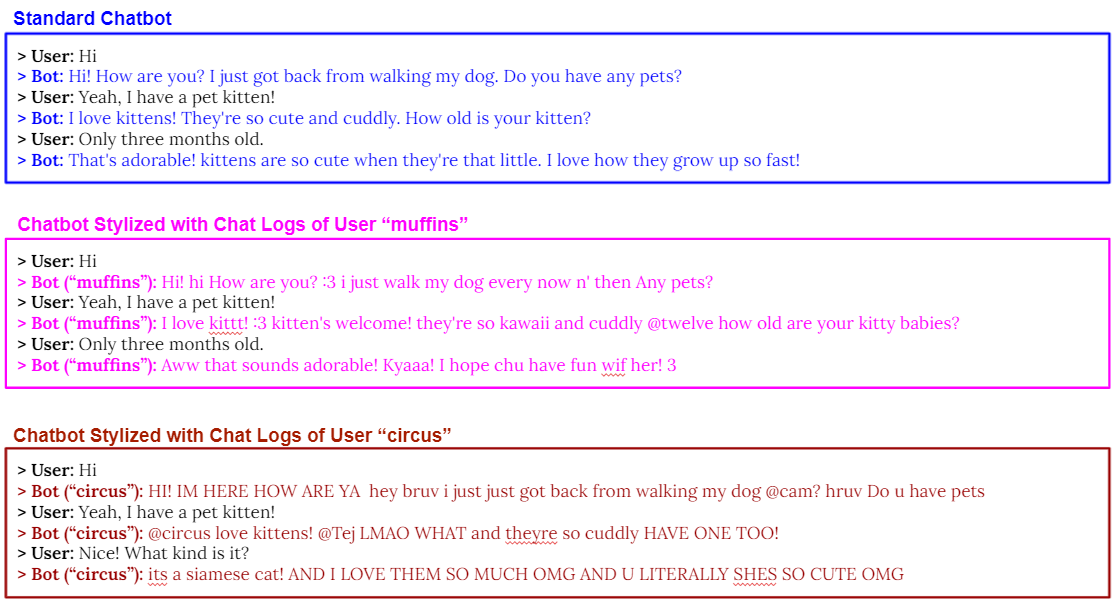 Standard Chatbot
> User: Hi
> Bot: Hi! How are you? I just got back from walking my dog. Do you have any pets?
> User: Yeah, I have a pet kitten!
> Bot: I love kittens! They're so cute and cuddly. How old is your kitten?
> User: Only three months old.
> Bot: That's adorable! kittens are so cute when they're that little. I love how they grow up so fast!
Chatbot Stylized with Chat Logs of User “muffins”
> User: Hi
> Bot (“muffins”): Hi! hi How are you? :3 i just walk my dog every now n' then Any pets?
> User: Yeah, I have a pet kitten!
> Bot (“muffins”): I love kittt! :3 kitten's welcome! they're so kawaii and cuddly @twelve how old are your kitty babies?
> User: Only three months old.
> Bot (“muffins”): Aww that sounds adorable! Kyaaa! I hope chu have fun wif her! 3
Chatbot Stylized with Chat Logs of User “circus”
> User: Hi
> Bot (“circus”): HI! IM HERE HOW ARE YA  hey bruv i just just got back from walking my dog @cam? hruv Do u have pets
> User: Yeah, I have a pet kitten!
> Bot (“circus”): @circus love kittens! @Tej LMAO WHAT and theyre so cuddly HAVE ONE TOO!
> User: Nice! What kind is it?
> Bot (“circus”): its a siamese cat! AND I LOVE THEM SO MUCH OMG AND U LITERALLY SHES SO CUTE OMG